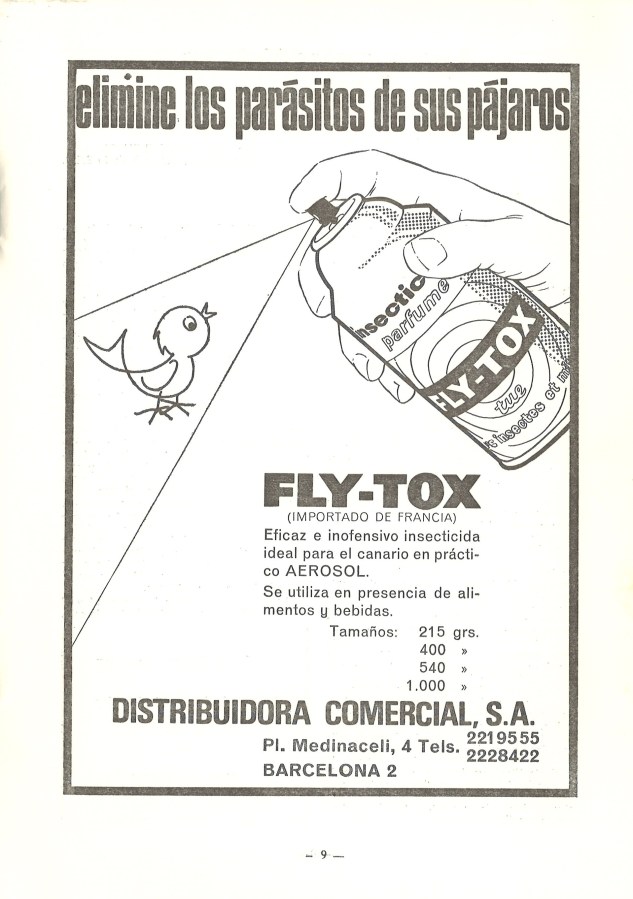 elimine los parásitos de sus pájaros
insectic
parfume
FLY-TOX
tue
insectes et
FLY-TOX
(IMPORTADO DE FRANCIA)
Eficaz e inofensivo insecticida
ideal para el canario en prácti-
co AEROSOL.
Se utiliza en presencia de ali-
mentos y bebidas.
Tamaños: 215 grs.
400 »
540 »
1.000 »
DISTRIBUIDORA COMERCIAL, S.A.
Pl. Medinaceli, 4 Tels. 2219555
2228422
BARCELONA 2
— 9 —